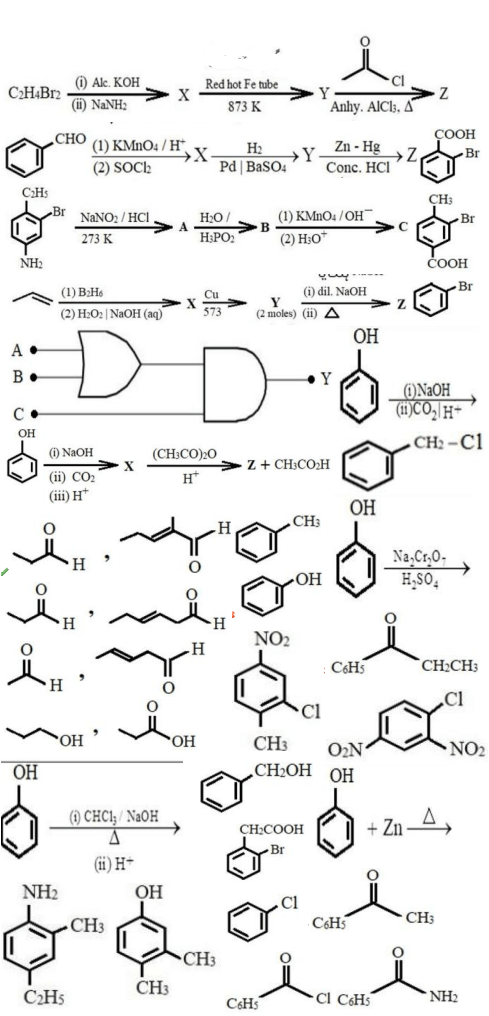 O
Cl
C2H4Br2 (i) Alc. KOH (ii) NaNH2 X Red hot Fe tube 873 K Y Anhy. AlCl3, Δ Z
CHO (1) KMnO4 / H+ (2) SOCl2 X H2 Pd | BaSO4 Y Zn - Hg Conc. HCl Z COOH Br
C2H5 Br NH2 NaNO2 / HCl 273 K A H2O / H3PO2 B (1) KMnO4 / OH− (2) H3O+ C CH3 Br COOH
(1) B2H6 (2) H2O2 | NaOH (aq) X Cu 573 Y (2 moles) (i) dil. NaOH (ii) Δ Z Br
A B C Y
OH (i)NaOH (ii)CO2|H+
OH (i) NaOH (ii) CO2 (iii) H+ X (CH3CO)2O H+ Z + CH3CO2H
CH2–Cl
O H , H O CH3
OH Na2Cr2O7 H2SO4
O H , O H OH
O H , H O
NO2 Cl CH3
O C6H5 CH2CH3
OH , O OH
Cl O2N NO2
OH (i) CHCl3 / NaOH Δ (ii) H+
CH2OH
CH2COOH Br
OH + Zn Δ
NH2 CH3 C2H5
OH CH3 CH3
Cl
O C6H5 CH3
O C6H5 Cl
O C6H5 NH2